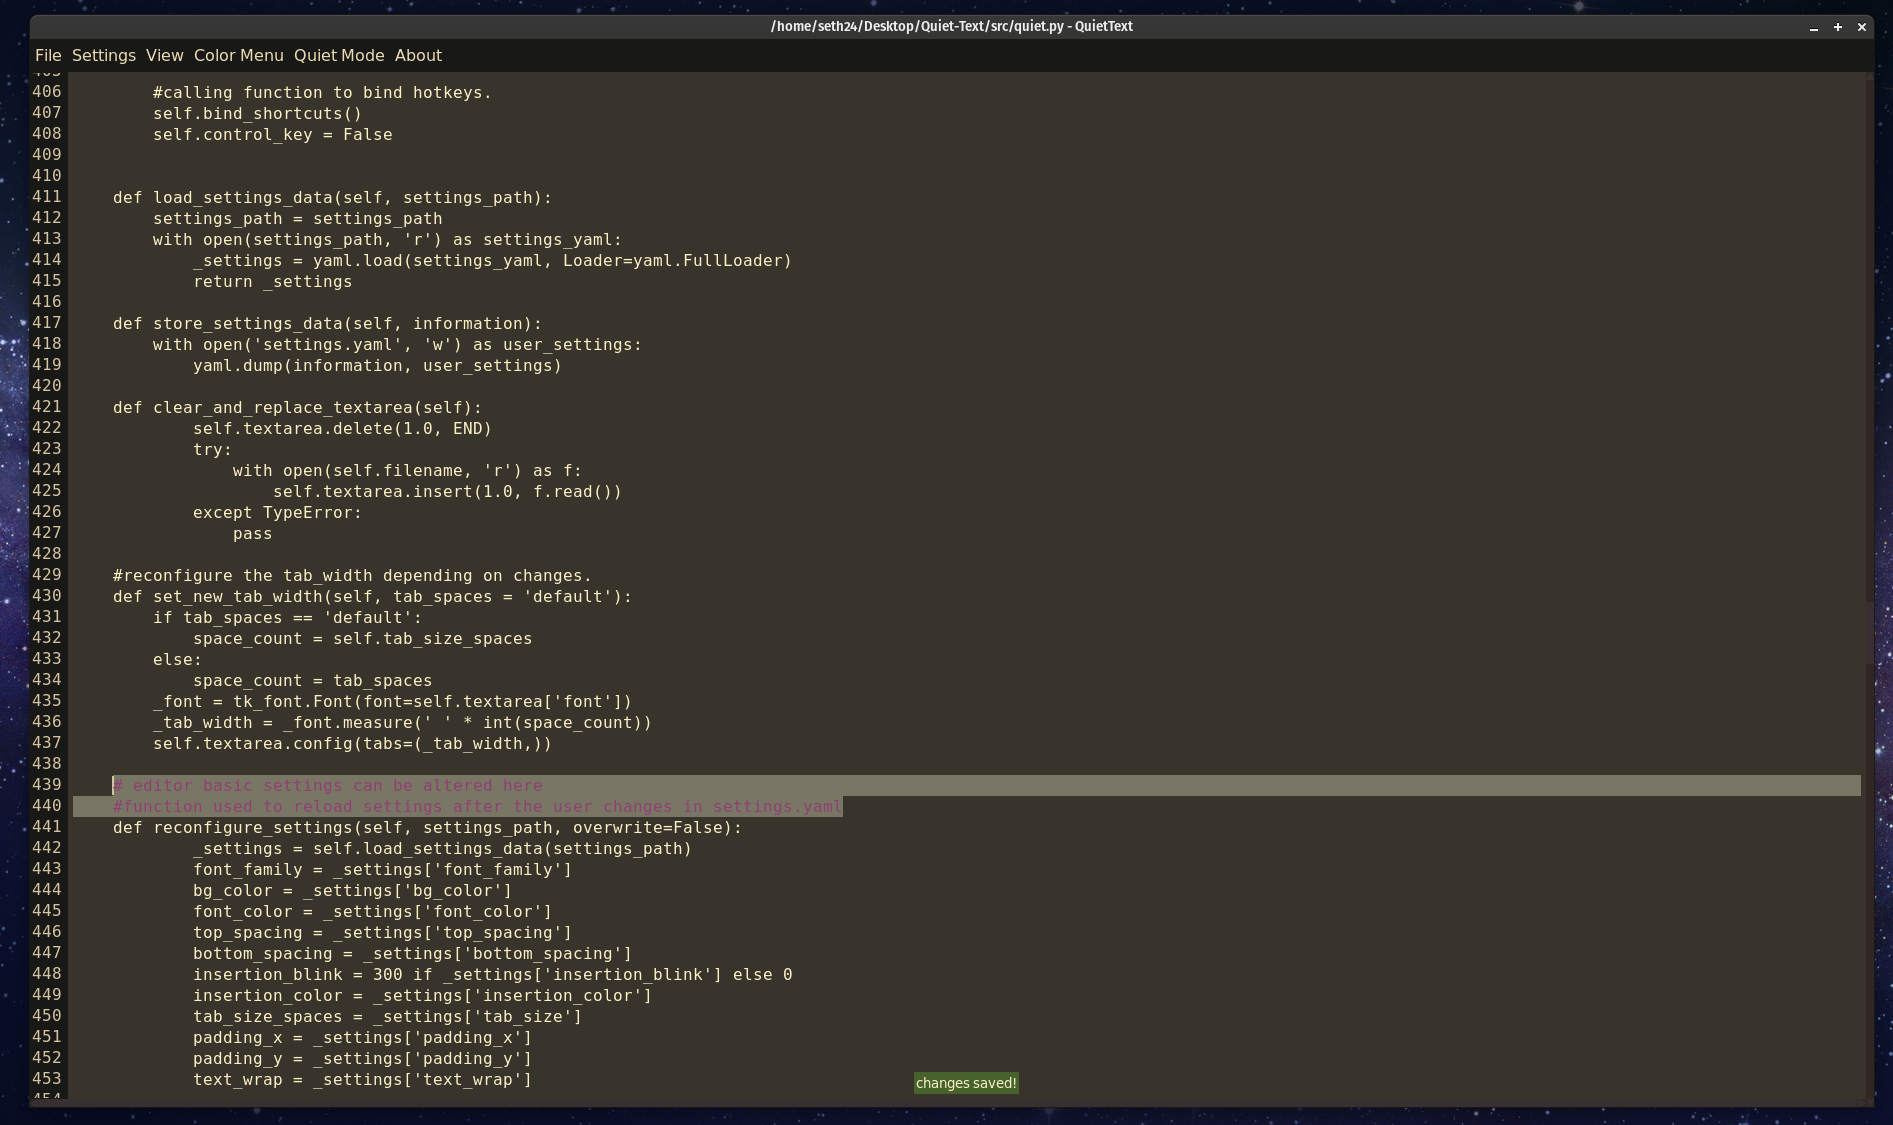 /home/seth24/Desktop/Quiet-Text/src/quiet.py - QuietText
File Settings View Color Menu Quiet Mode About
405
406         #calling function to bind hotkeys.
407         self.bind_shortcuts()
408         self.control_key = False
409
410
411     def load_settings_data(self, settings_path):
412         settings_path = settings_path
413         with open(settings_path, 'r') as settings_yaml:
414             _settings = yaml.load(settings_yaml, Loader=yaml.FullLoader)
415             return _settings
416
417     def store_settings_data(self, information):
418         with open('settings.yaml', 'w') as user_settings:
419             yaml.dump(information, user_settings)
420
421     def clear_and_replace_textarea(self):
422             self.textarea.delete(1.0, END)
423             try:
424                 with open(self.filename, 'r') as f:
425                     self.textarea.insert(1.0, f.read())
426             except TypeError:
427                 pass
428
429     #reconfigure the tab_width depending on changes.
430     def set_new_tab_width(self, tab_spaces = 'default'):
431         if tab_spaces == 'default':
432             space_count = self.tab_size_spaces
433         else:
434             space_count = tab_spaces
435         _font = tk_font.Font(font=self.textarea['font'])
436         _tab_width = _font.measure(' ' * int(space_count))
437         self.textarea.config(tabs=(_tab_width,))
438
439     # editor basic settings can be altered here
440     #function used to reload settings after the user changes in settings.yaml
441     def reconfigure_settings(self, settings_path, overwrite=False):
442             _settings = self.load_settings_data(settings_path)
443             font_family = _settings['font_family']
444             bg_color = _settings['bg_color']
445             font_color = _settings['font_color']
446             top_spacing = _settings['top_spacing']
447             bottom_spacing = _settings['bottom_spacing']
448             insertion_blink = 300 if _settings['insertion_blink'] else 0
449             insertion_color = _settings['insertion_color']
450             tab_size_spaces = _settings['tab_size']
451             padding_x = _settings['padding_x']
452             padding_y = _settings['padding_y']
453             text_wrap = _settings['text_wrap']
changes saved!
454